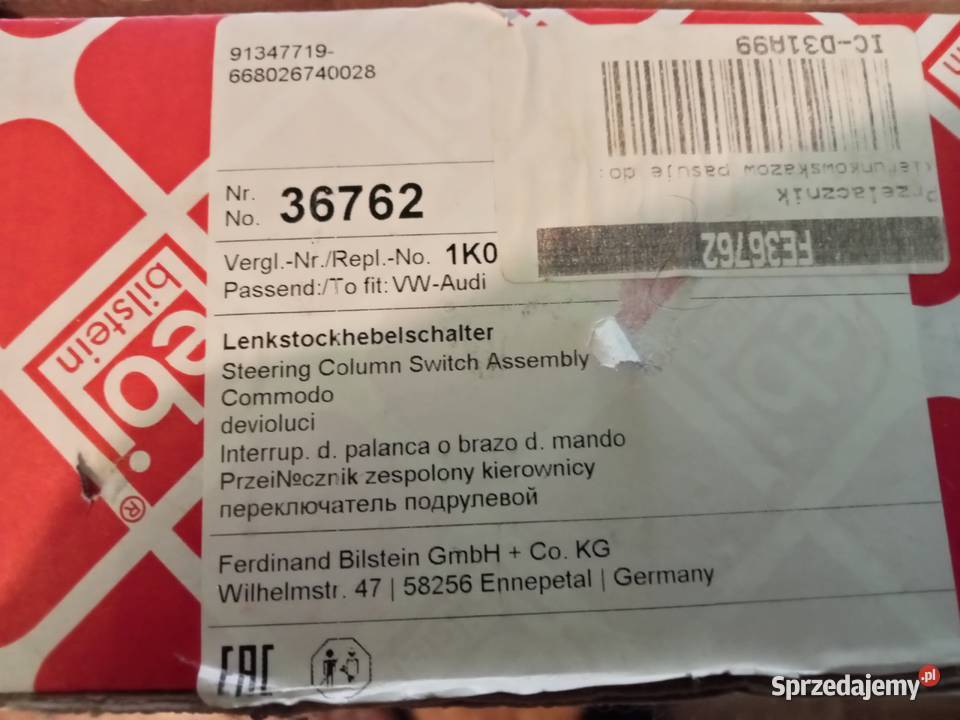 91347719-
668026740028
IC-D31A99
kierunkowskazow pasuje do:
Przelacznik
FE36762
Nr.
No. 36762
Vergl.-Nr./Repl.-No. 1K0
Passend:/To fit: VW-Audi
Lenkstockhebelschalter
Steering Column Switch Assembly
Commodo
devioluci
Interrup. d. palanca o brazo d. mando
Przei№cznik zespolony kierownicy
переключатель подрулевой
Ferdinand Bilstein GmbH + Co. KG
Wilhelmstr. 47 | 58256 Ennepetal | Germany
EAC
febi
bilstein
®
Sprzedajemy.pl